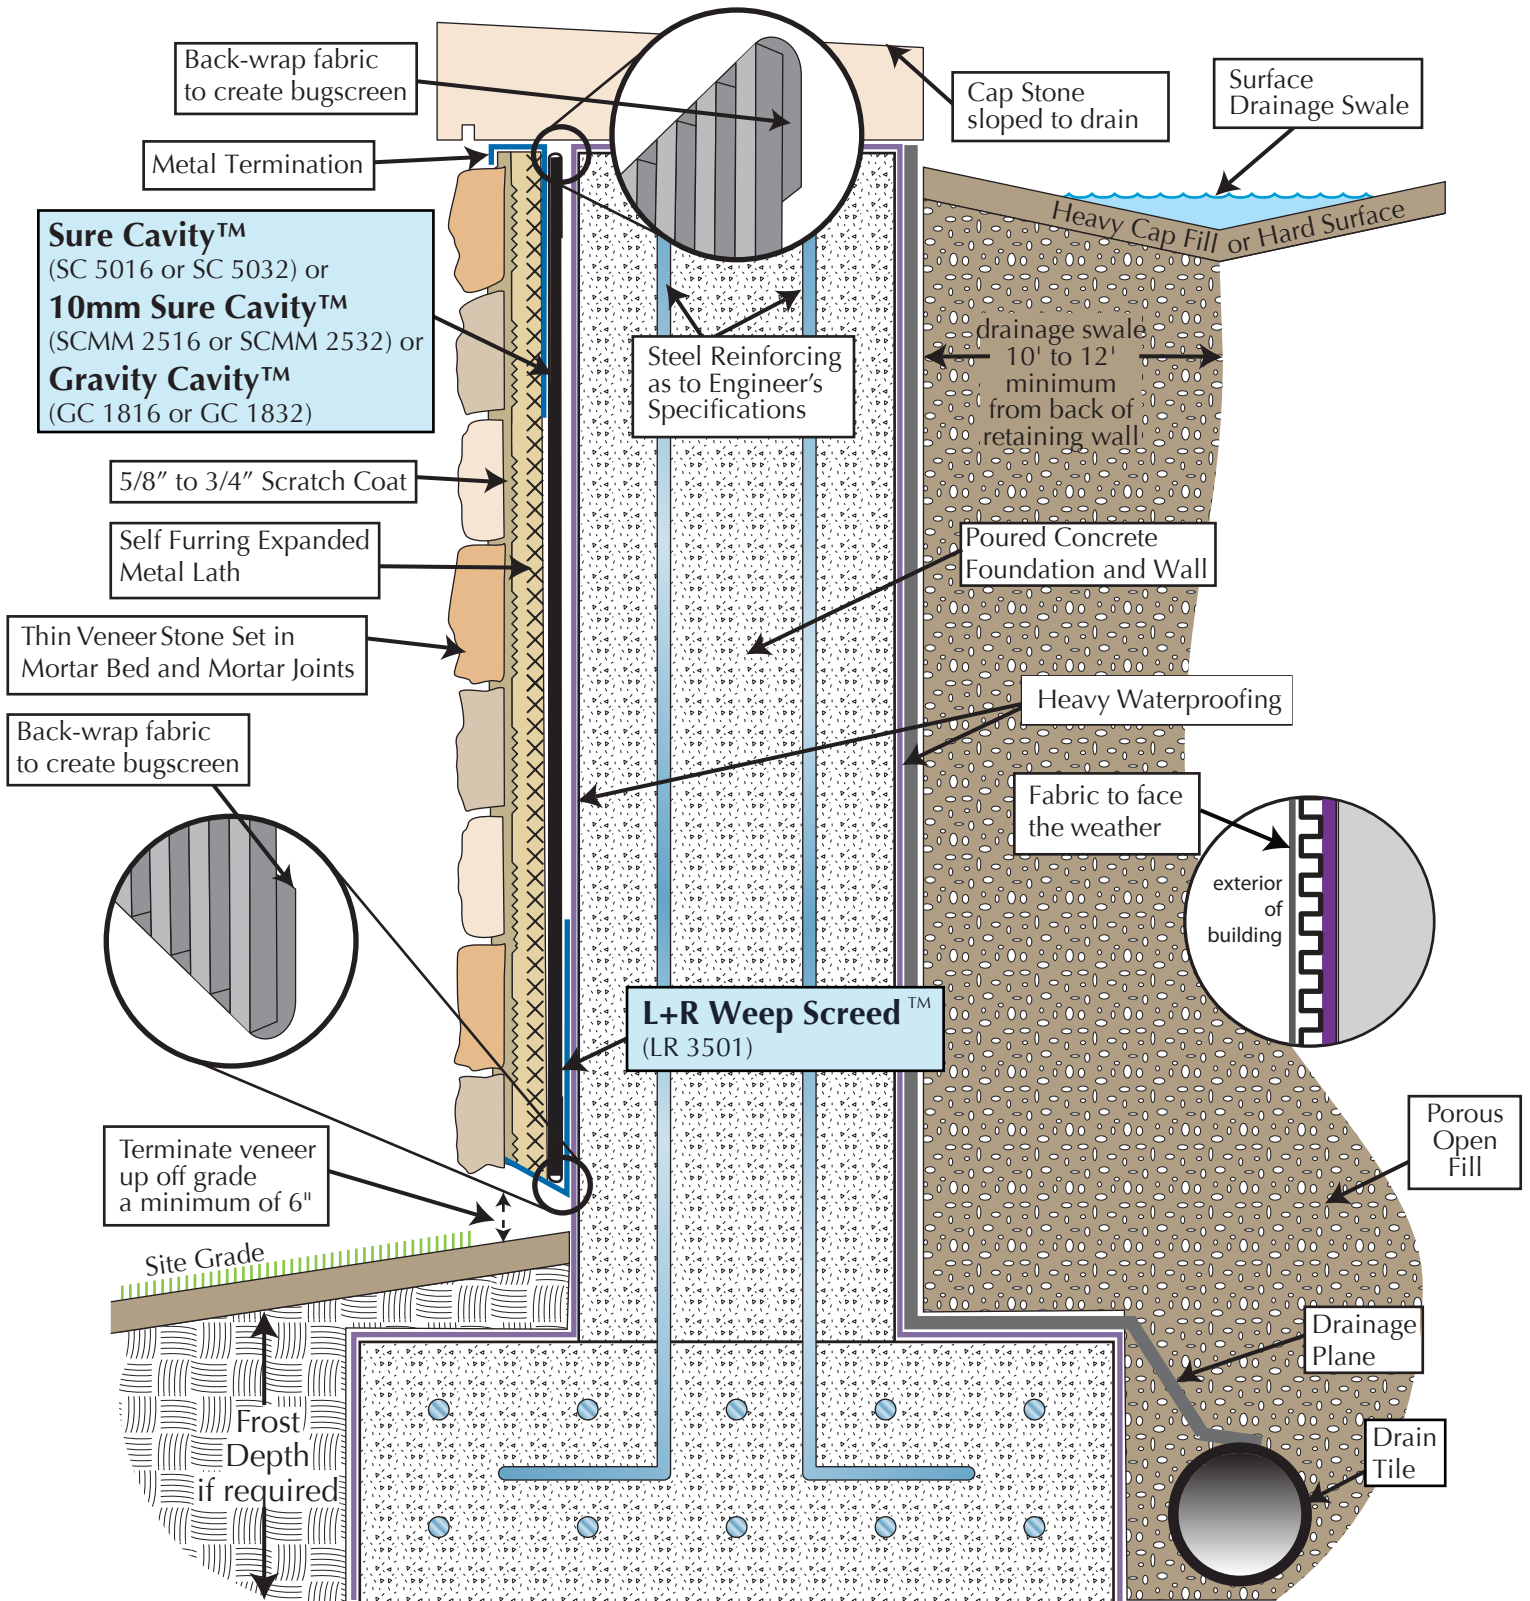 Back-wrap fabric
to create bugscreen
Cap Stone
sloped to drain
Surface
Drainage Swale
Metal Termination
Heavy Cap Fill or Hard Surface
Sure Cavity™
(SC 5016 or SC 5032) or
10mm Sure Cavity™
(SCMM 2516 or SCMM 2532) or
Gravity Cavity™
(GC 1816 or GC 1832)
Steel Reinforcing
as to Engineer’s
Specifications
drainage swale
10' to 12'
minimum
from back of
retaining wall
5/8” to 3/4” Scratch Coat
Self Furring Expanded
Metal Lath
Poured Concrete
Foundation and Wall
Thin Veneer Stone Set in
Mortar Bed and Mortar Joints
Heavy Waterproofing
Back-wrap fabric
to create bugscreen
Fabric to face
the weather
exterior
of
building
L+R Weep Screed™
(LR 3501)
Terminate veneer
up off grade
a minimum of 6"
Porous
Open
Fill
Site Grade
Drainage
Plane
Frost
Depth
if required
Drain
Tile